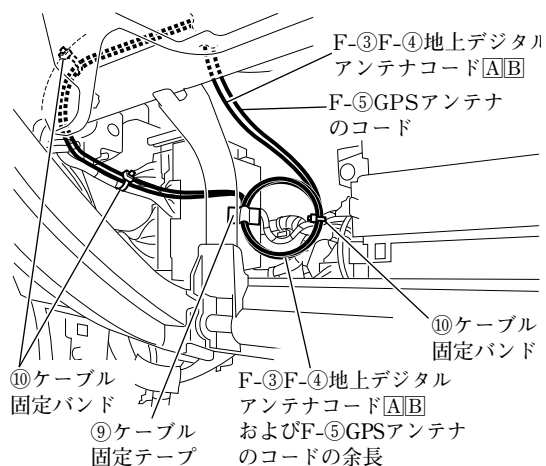 F-③F-④地上デジタル
アンテナコードAB
F-⑤GPSアンテナ
のコード
⑩ケーブル
固定バンド
⑩ケーブル
固定バンド
⑨ケーブル
固定テープ
F-③F-④地上デジタル
アンテナコードAB
およびF-⑤GPSアンテナ
のコードの余長